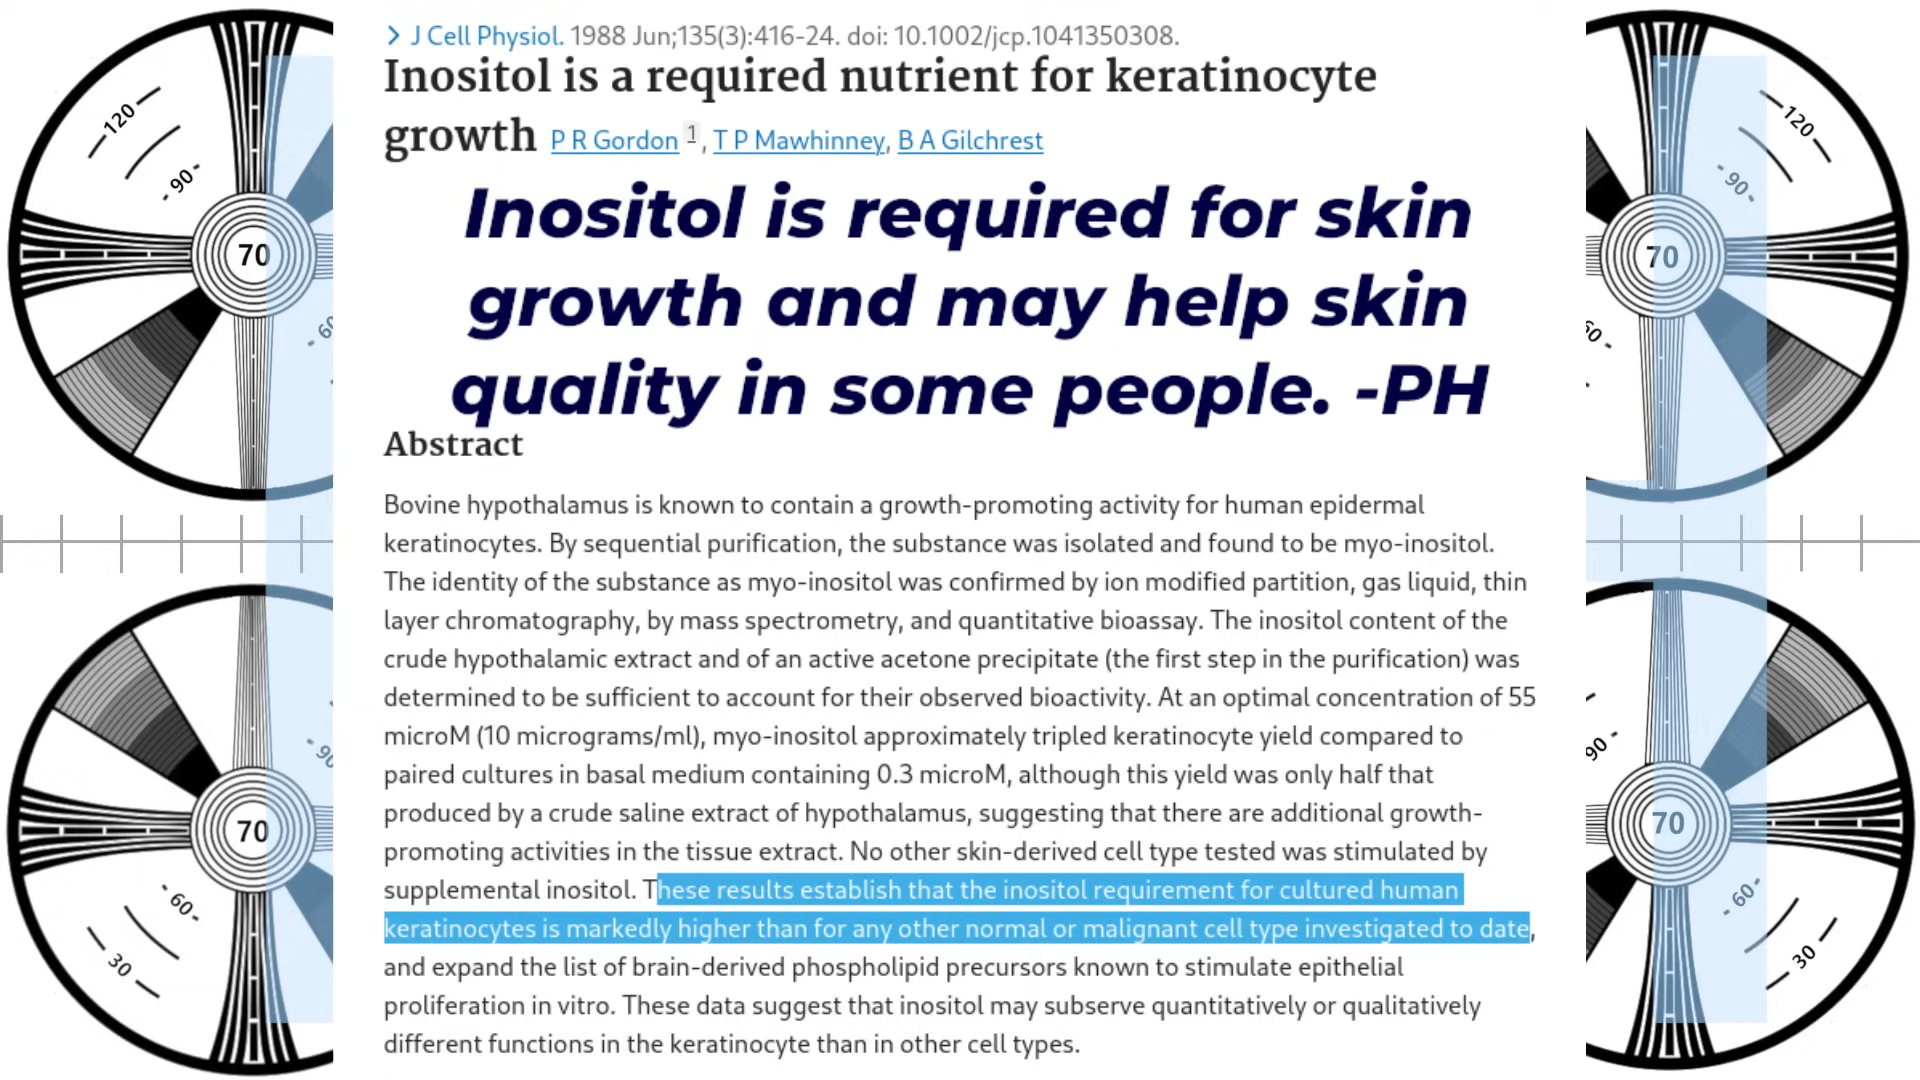 > J Cell Physiol. 1988 Jun;135(3):416-24. doi: 10.1002/jcp.1041350308.
Inositol is a required nutrient for keratinocyte
growth P R Gordon 1, T P Mawhinney, B A Gilchrest
Inositol is required for skin
growth and may help skin
quality in some people. -PH
Abstract
Bovine hypothalamus is known to contain a growth-promoting activity for human epidermal
keratinocytes. By sequential purification, the substance was isolated and found to be myo-inositol.
The identity of the substance as myo-inositol was confirmed by ion modified partition, gas liquid, thin
layer chromatography, by mass spectrometry, and quantitative bioassay. The inositol content of the
crude hypothalamic extract and of an active acetone precipitate (the first step in the purification) was
determined to be sufficient to account for their observed bioactivity. At an optimal concentration of 55
microM (10 micrograms/ml), myo-inositol approximately tripled keratinocyte yield compared to
paired cultures in basal medium containing 0.3 microM, although this yield was only half that
produced by a crude saline extract of hypothalamus, suggesting that there are additional growth-
promoting activities in the tissue extract. No other skin-derived cell type tested was stimulated by
supplemental inositol. These results establish that the inositol requirement for cultured human
keratinocytes is markedly higher than for any other normal or malignant cell type investigated to date,
and expand the list of brain-derived phospholipid precursors known to stimulate epithelial
proliferation in vitro. These data suggest that inositol may subserve quantitatively or qualitatively
different functions in the keratinocyte than in other cell types.
120
- 90 -
70
- 60
120
- 90 -
70
60 -
- 90
70
- 60 -
30
90 -
70
- 60 -
30